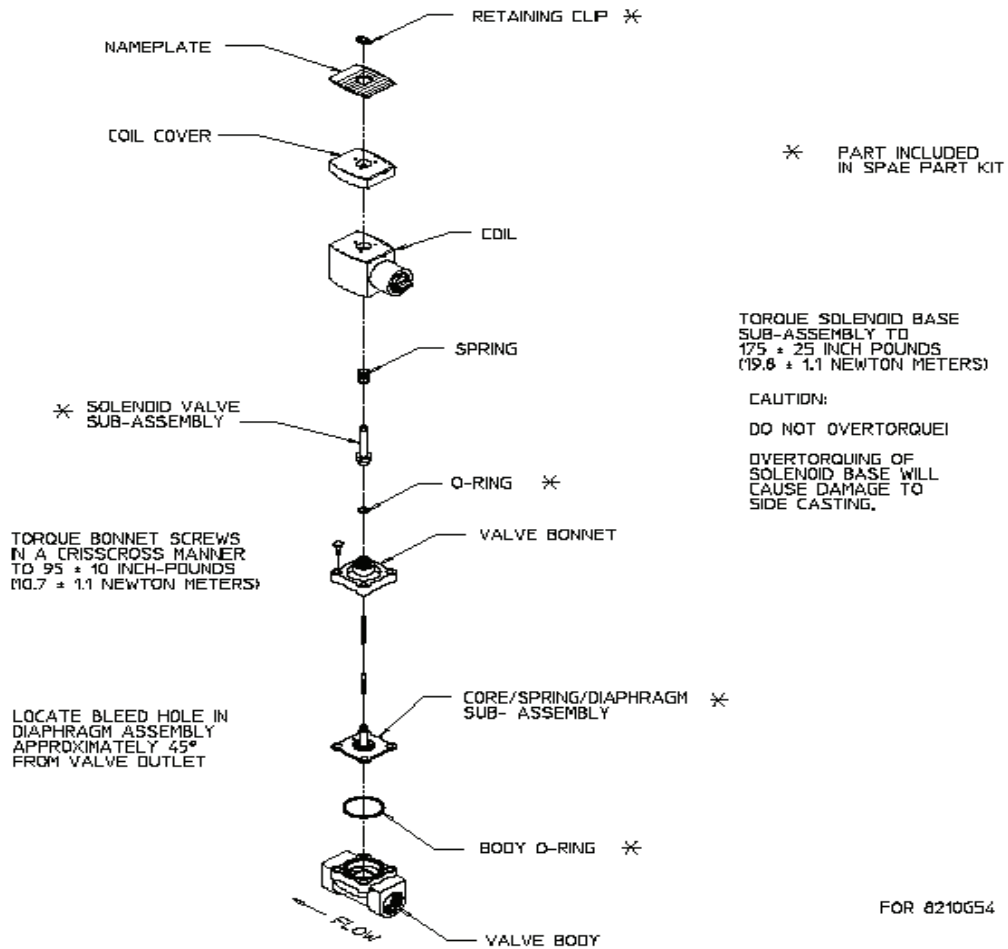 RETAINING CLIP *
NAMEPLATE
COIL COVER
* PART INCLUDED
IN SPAE PART KIT
COIL
TORQUE SOLENOID BASE
SUB-ASSEMBLY TO
175 ± 25 INCH POUNDS
(19.8 ± 1.1 NEWTON METERS)
SPRING
CAUTION:
DO NOT OVERTORQUE!
OVERTORQUING OF
SOLENOID BASE WILL
CAUSE DAMAGE TO
SIDE CASTING.
* SOLENOID VALVE
SUB-ASSEMBLY
O-RING *
VALVE BONNET
TORQUE BONNET SCREWS
IN A CRISSCROSS MANNER
TO 95 ± 10 INCH-POUNDS
(10.7 ± 1.1 NEWTON METERS)
CORE/SPRING/DIAPHRAGM *
SUB- ASSEMBLY
LOCATE BLEED HOLE IN
DIAPHRAGM ASSEMBLY
APPROXIMATELY 45°
FROM VALVE OUTLET
BODY O-RING *
FLOW
VALVE BODY
FOR 8210G54